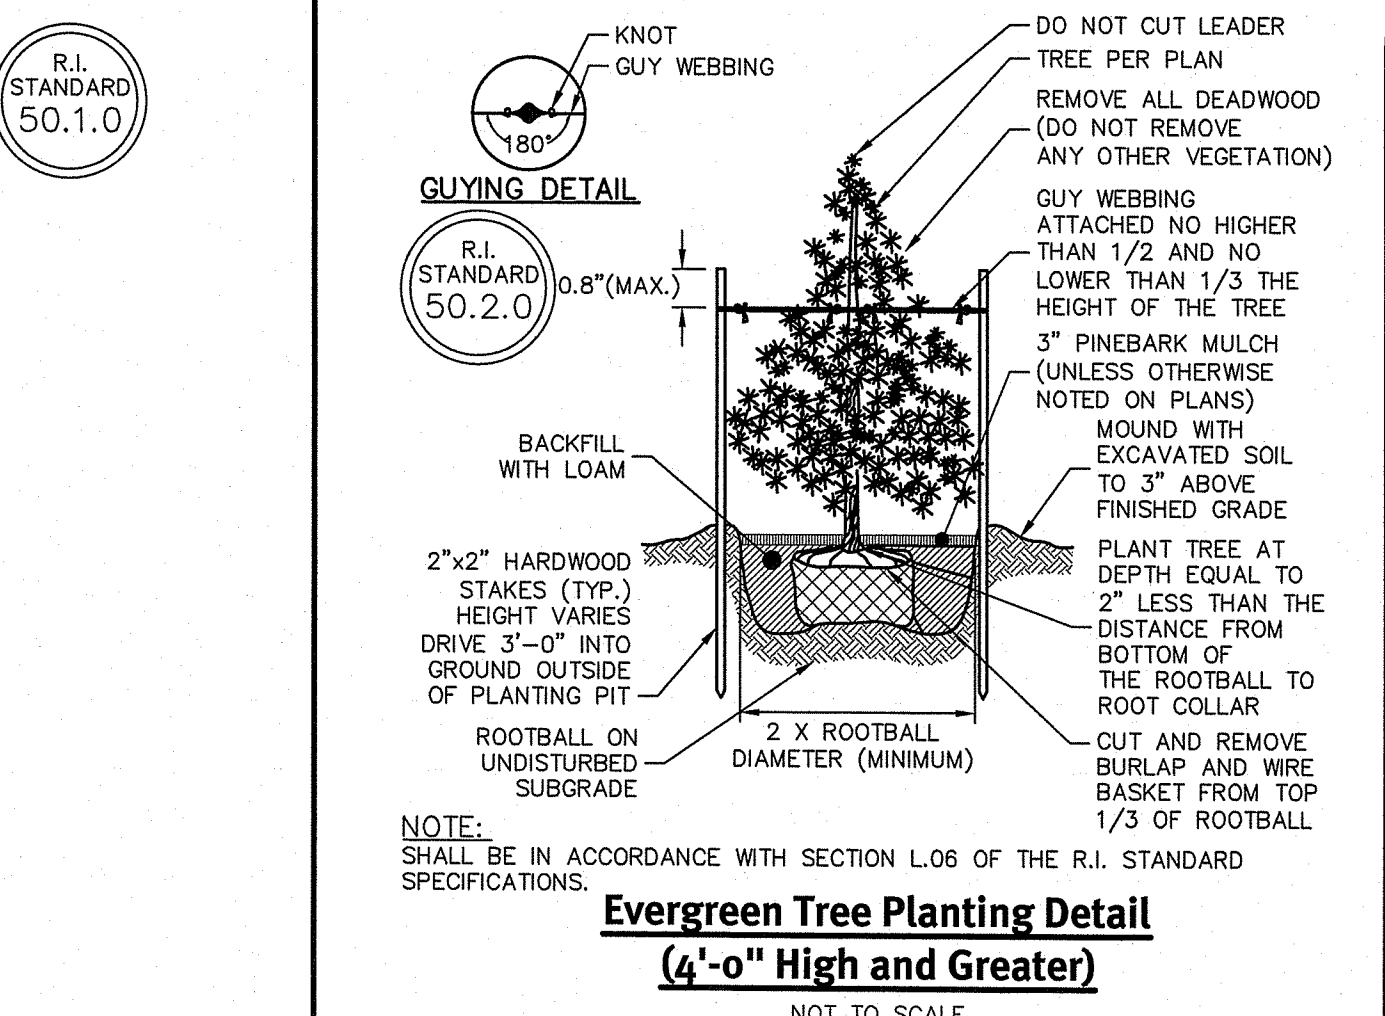 R.I.
STANDARD
50.1.0
KNOT
GUY WEBBING
180°
GUYING DETAIL
R.I.
STANDARD
50.2.0
0.8"(MAX.)
DO NOT CUT LEADER
TREE PER PLAN
REMOVE ALL DEADWOOD
(DO NOT REMOVE
ANY OTHER VEGETATION)
GUY WEBBING
ATTACHED NO HIGHER
THAN 1/2 AND NO
LOWER THAN 1/3 THE
HEIGHT OF THE TREE
3" PINEBARK MULCH
(UNLESS OTHERWISE
NOTED ON PLANS)
MOUND WITH
EXCAVATED SOIL
TO 3" ABOVE
FINISHED GRADE
BACKFILL
WITH LOAM
2"x2" HARDWOOD
STAKES (TYP.)
HEIGHT VARIES
DRIVE 3'-0" INTO
GROUND OUTSIDE
OF PLANTING PIT
PLANT TREE AT
DEPTH EQUAL TO
2" LESS THAN THE
DISTANCE FROM
BOTTOM OF
THE ROOTBALL TO
ROOT COLLAR
ROOTBALL ON
UNDISTURBED
SUBGRADE
2 X ROOTBALL
DIAMETER (MINIMUM)
CUT AND REMOVE
BURLAP AND WIRE
BASKET FROM TOP
1/3 OF ROOTBALL
NOTE:
SHALL BE IN ACCORDANCE WITH SECTION L.06 OF THE R.I. STANDARD
SPECIFICATIONS.
Evergreen Tree Planting Detail
(4'-0" High and Greater)
NOT TO SCALE